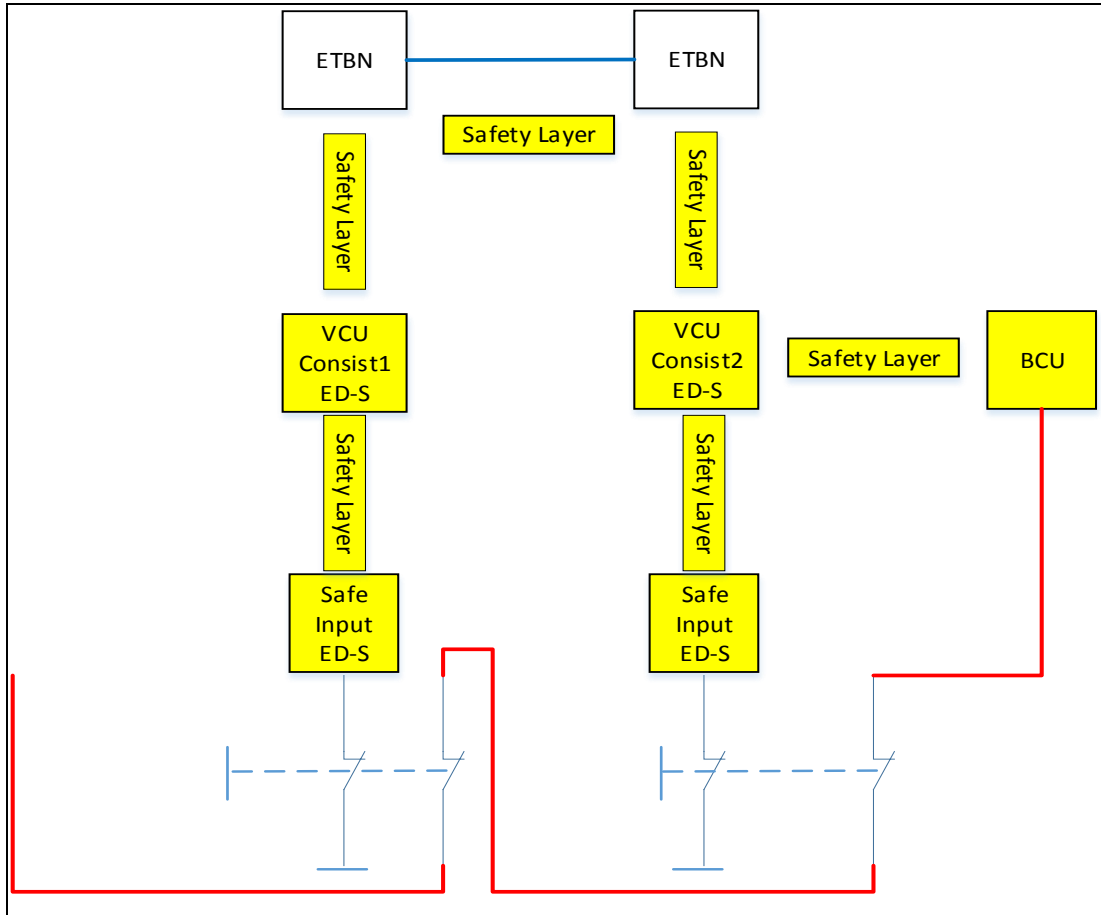 ETBN
ETBN
Safety Layer
Safety Layer
Safety Layer
VCU
Consist1
ED-S
VCU
Consist2
ED-S
Safety Layer
BCU
Safety Layer
Safety Layer
Safe
Input
ED-S
Safe
Input
ED-S